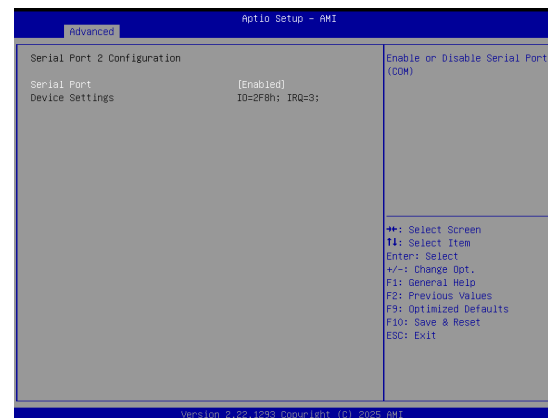 Aptio Setup - AMI
Advanced
Serial Port 2 Configuration
Serial Port [Enabled]
Device Settings IO=2F8h; IRQ=3;
Enable or Disable Serial Port
(COM)
→←: Select Screen
↑↓: Select Item
Enter: Select
+/-: Change Opt.
F1: General Help
F2: Previous Values
F9: Optimized Defaults
F10: Save & Reset
ESC: Exit
Version 2.22.1293 Copyright (C) 2025 AMI